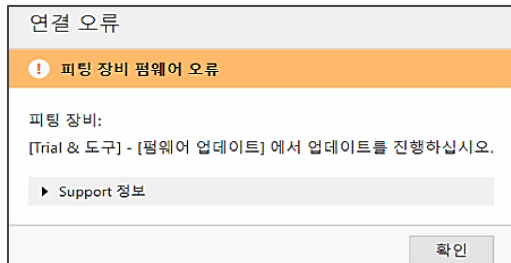 연결 오류
! 피팅 장비 펌웨어 오류
피팅 장비:
[Trial & 도구] - [펌웨어 업데이트] 에서 업데이트를 진행하십시오.
▶ Support 정보
확인